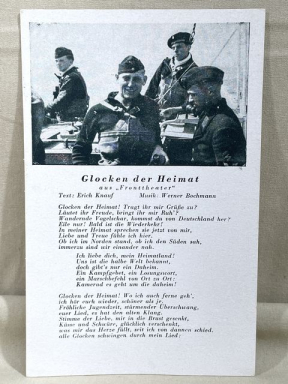 Glocken der Heimat
aus „Fronttheater“
Text: Erich Knauf Musik: Werner Bochmann
Glocken der Heimat! Tragt ihr mir Grüße zu?
Läutet ihr Freude, bringt ihr mir Ruh'?
Wandernde Vogelschar, kommst du von Deutschland her?
Eile nur! Bald ist die Wiederkehr!
In meiner Heimat sprechen sie jetzt von mir,
Liebe und Treue fühle ich hier.
Ob ich im Norden stand, ob ich den Süden sah,
immerzu sind wir einander nah.
Ich liebe dich, mein Heimatland!
Uns ist die halbe Welt bekannt,
doch gibt's nur ein Daheim.
Ein Kampfgebet, ein Losungswort,
ein Marschbefehl von Ort zu Ort:
Kamerad es geht um die daheim!
Glocken der Heimat! Wo ich auch ferne geh',
ich hör euch wieder, schöner als je.
Fröhliche Jugendzeit, stürmende
euer Lied, es hat den alten Klang.
Stimme der Liebe, mir in die Brust gesenkt,
Küsse und Schwüre, glücklich verschenkt,
was mir das Herze füllt, seit ich von dannen schied.
alle Glocken schwingen durch mein Lied!